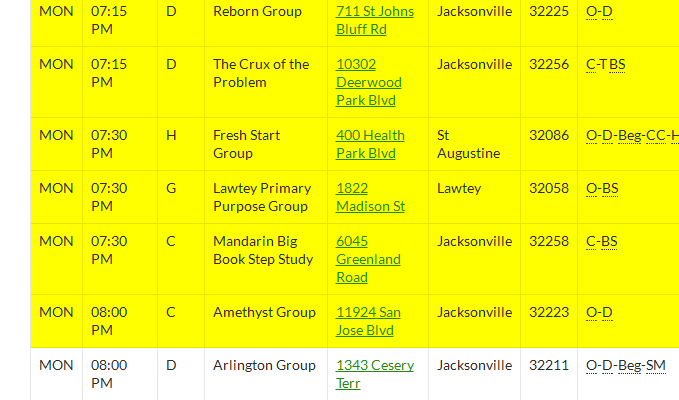 MON 07:15 D Reborn Group 711 St Johns Jacksonville 32225 O-D
PM Bluff Rd
MON 07:15 D The Crux of the 10302 Jacksonville 32256 C-T BS
PM Problem Deerwood
Park Blvd
MON 07:30 H Fresh Start 400 Health St 32086 O-D-Beg-CC-H
PM Group Park Blvd Augustine
MON 07:30 G Lawtey Primary 1822 Lawtey 32058 O-BS
PM Purpose Group Madison St
MON 07:30 C Mandarin Big 6045 Jacksonville 32258 C-BS
PM Book Step Study Greenland
Road
MON 08:00 C Amethyst Group 11924 San Jacksonville 32223 O-D
PM Jose Blvd
MON 08:00 D Arlington Group 1343 Cesery Jacksonville 32211 O-D-Beg-SM
PM Terr